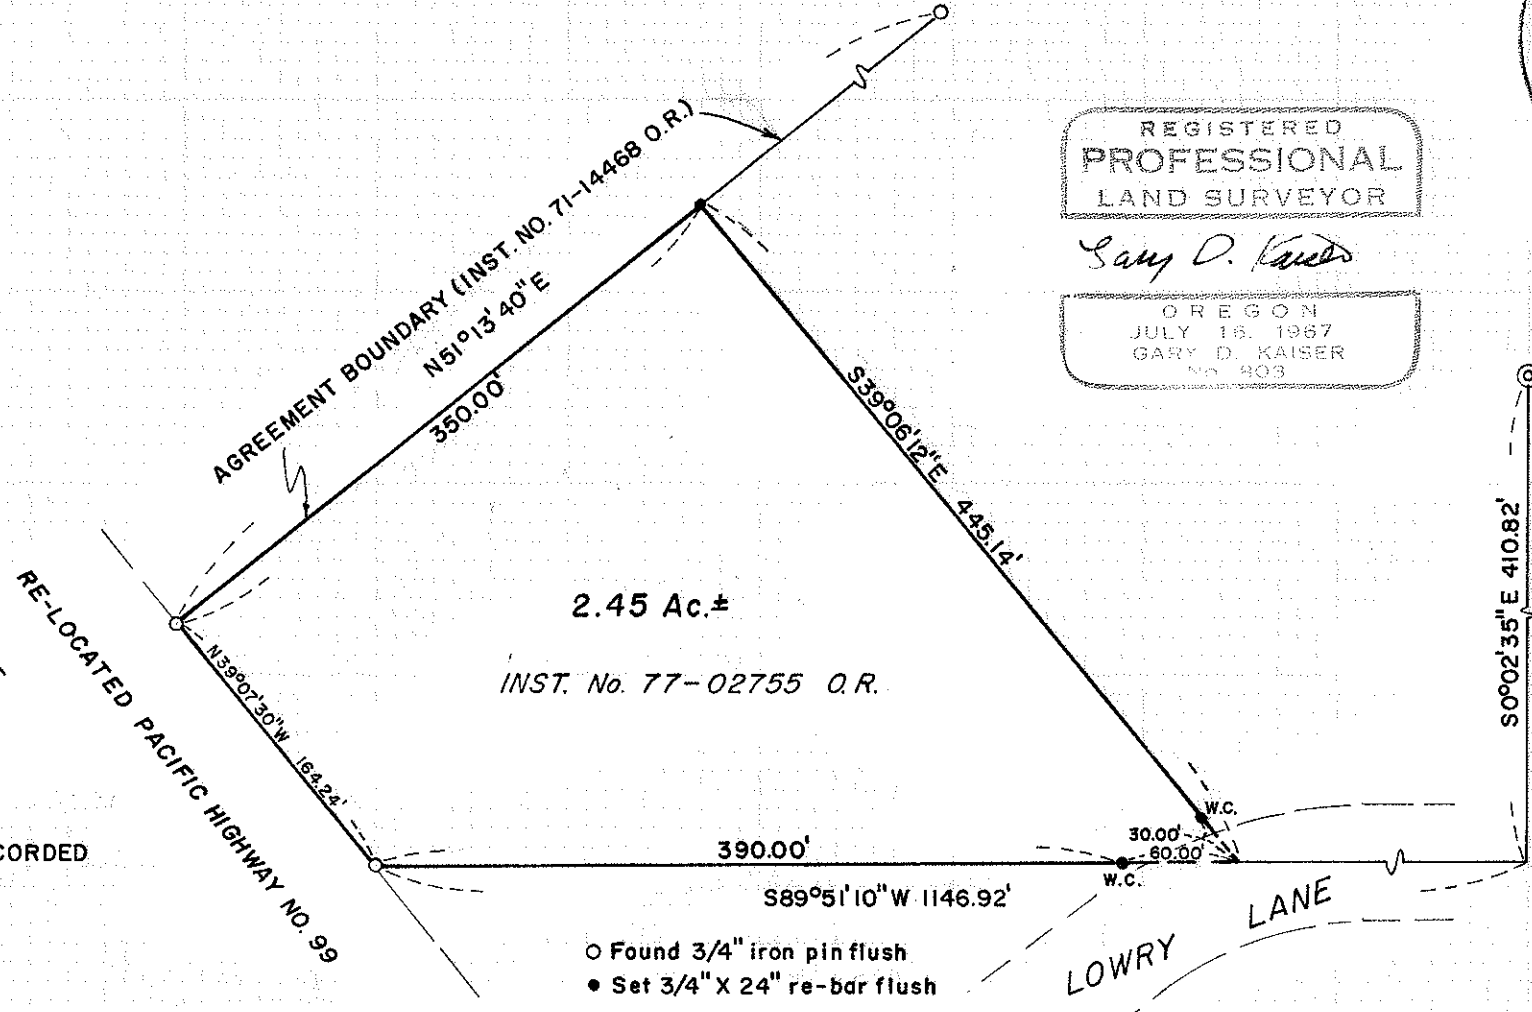 AGREEMENT BOUNDARY (INST. NO. 71-14468 O.R.)
N51°13'40"E
350.00'
REGISTERED
PROFESSIONAL
LAND SURVEYOR
Gary D. Kaiser
OREGON
JULY 16, 1967
GARY D. KAISER
No. 803
S39°06'12"E 445.14'
S0°02'35"E 410.82'
2.45 Ac.±
INST. No. 77-02755 O.R.
RE-LOCATED PACIFIC HIGHWAY NO. 99
N39°07'30"W 164.24'
CORDED
W.C.
30.00'
60.00'
W.C.
390.00'
S89°51'10"W 1146.92'
LOWRY LANE
○ Found 3/4" iron pin flush
● Set 3/4" X 24" re-bar flush